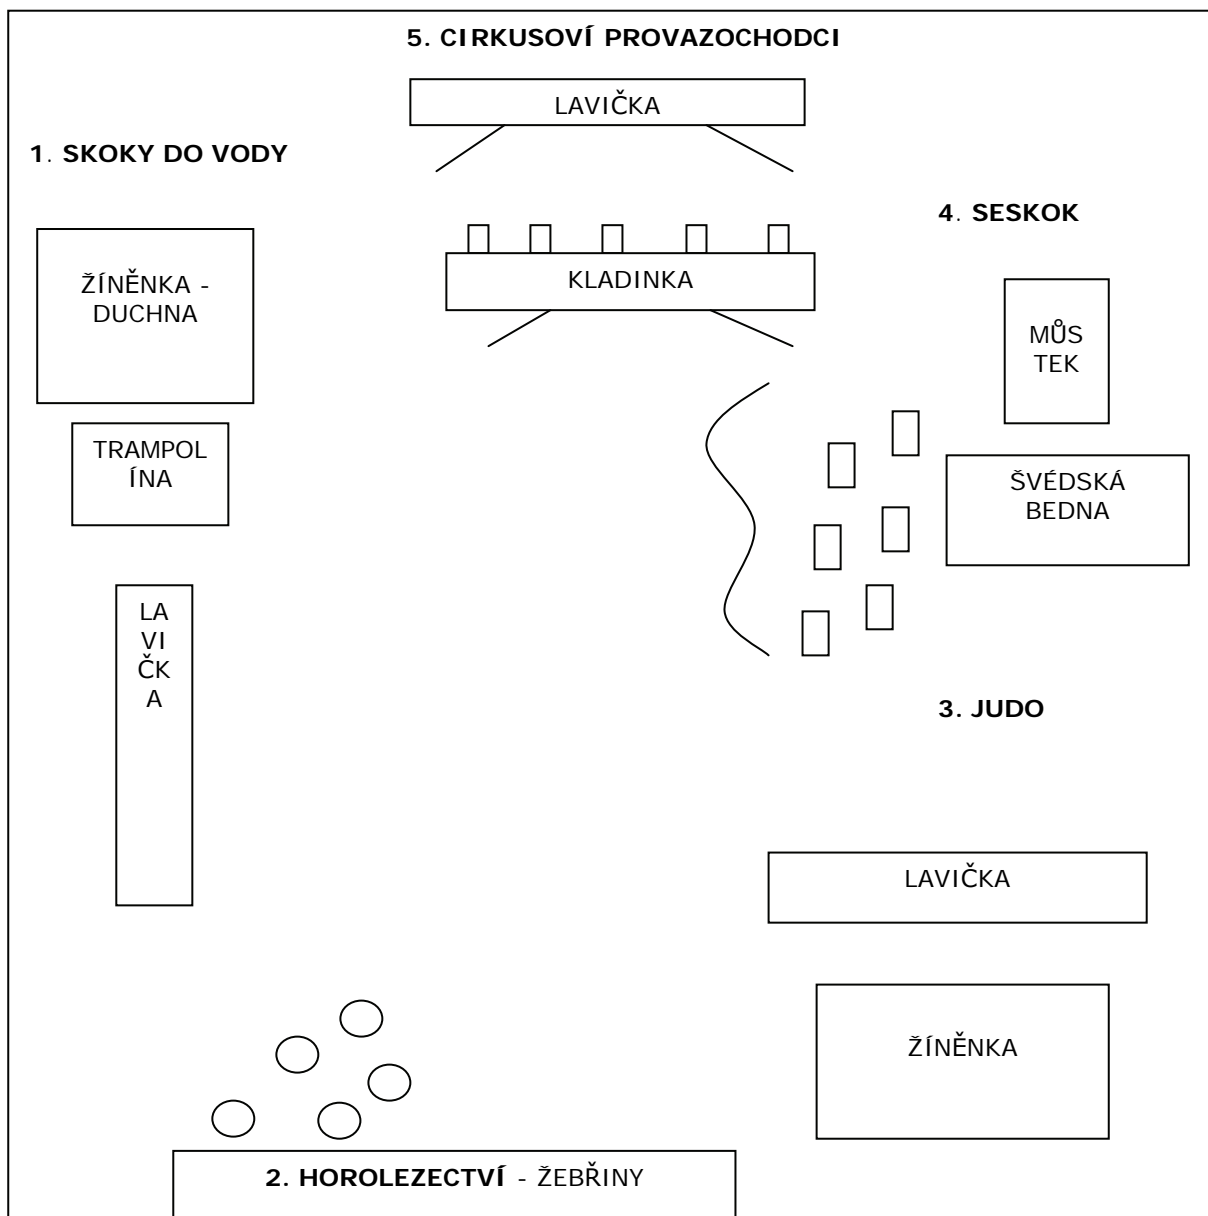 5. CIRKUSOVÍ PROVAZOCHODCI
LAVIČKA
1. SKOKY DO VODY
4. SESKOK
ŽÍNĚNKA -
DUCHNA
KLADINKA
MŮS
TEK
TRAMPOL
ÍNA
ŠVÉDSKÁ
BEDNA
LA
VI
ČK
A
3. JUDO
LAVIČKA
ŽÍNĚNKA
2. HOROLEZECTVÍ - ŽEBŘINY